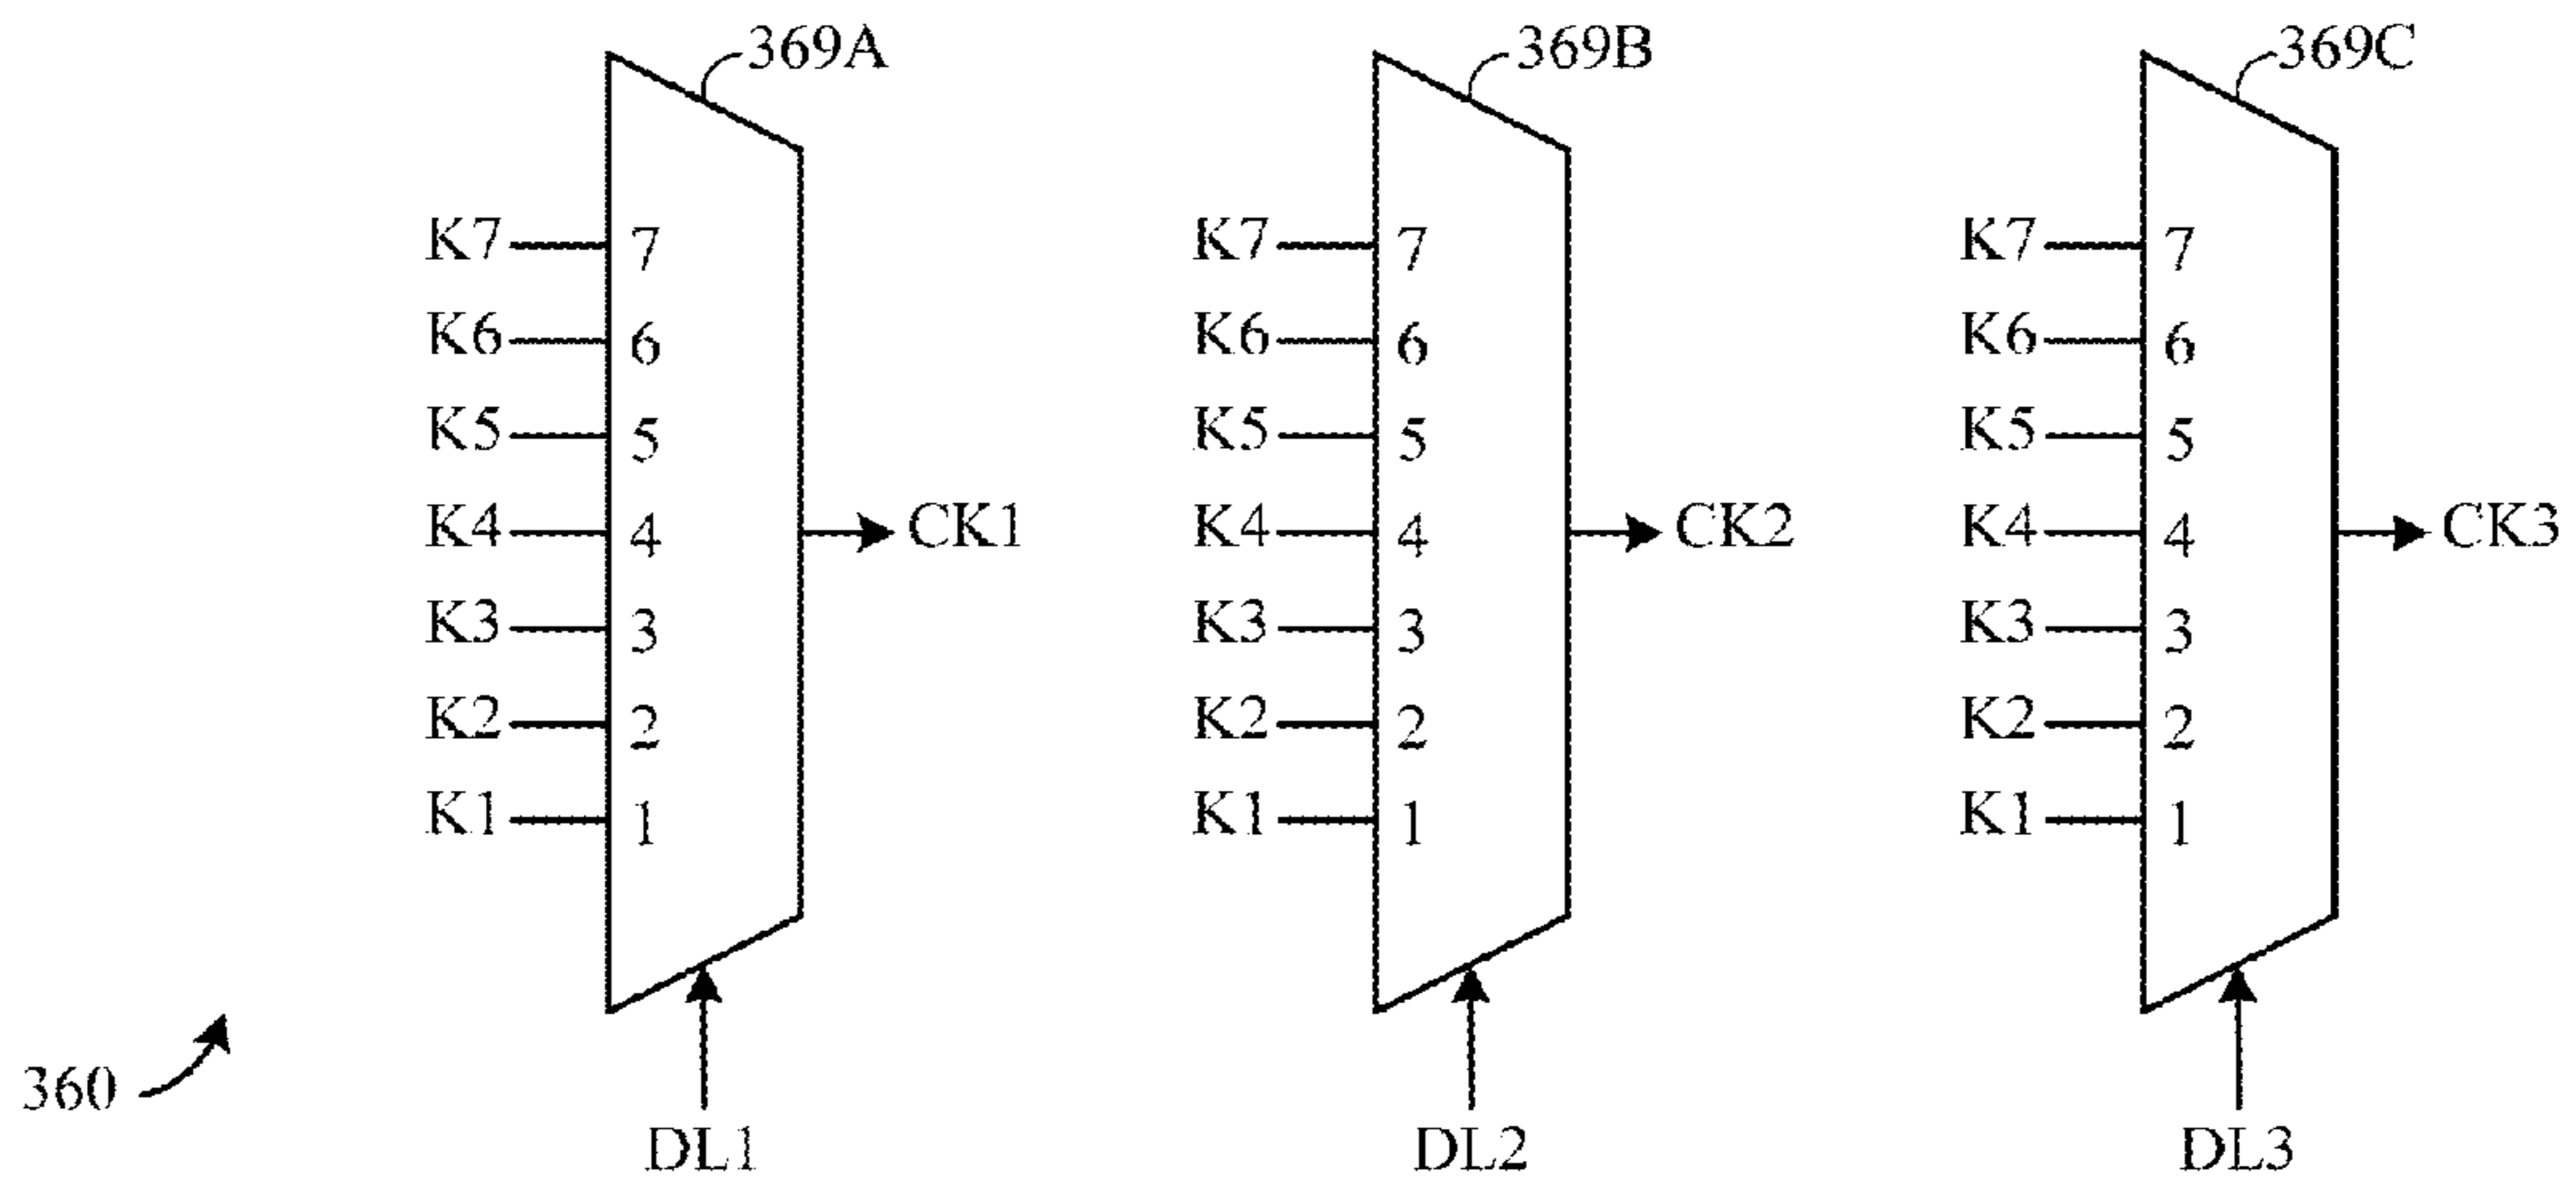 369A 369B 369C
K7 7 K7 7 K7 7
K6 6 K6 6 K6 6
K5 5 K5 5 K5 5
K4 4 CK1 K4 4 CK2 K4 4 CK3
K3 3 K3 3 K3 3
K2 2 K2 2 K2 2
K1 1 K1 1 K1 1
360
DL1 DL2 DL3